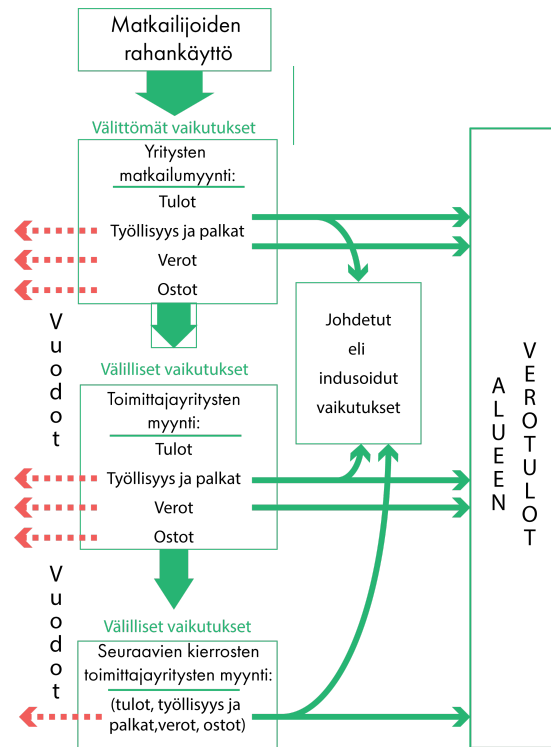 Matkailijoiden
rahankäyttö
Välittömät vaikutukset
Yritysten
matkailumyynti:
Tulot
Työllisyys ja palkat
Verot
Ostot
Vuodot
Johdetut
eli
indusoidut
vaikutukset
Välilliset vaikutukset
Toimittajayritysten
myynti:
Tulot
Työllisyys ja palkat
Verot
Ostot
Vuodot
Välilliset vaikutukset
Seuraavien kierrosten
toimittajayritysten myynti:
(tulot, työllisyys ja
palkat,verot, ostot)
ALUEEN
VEROTULOT